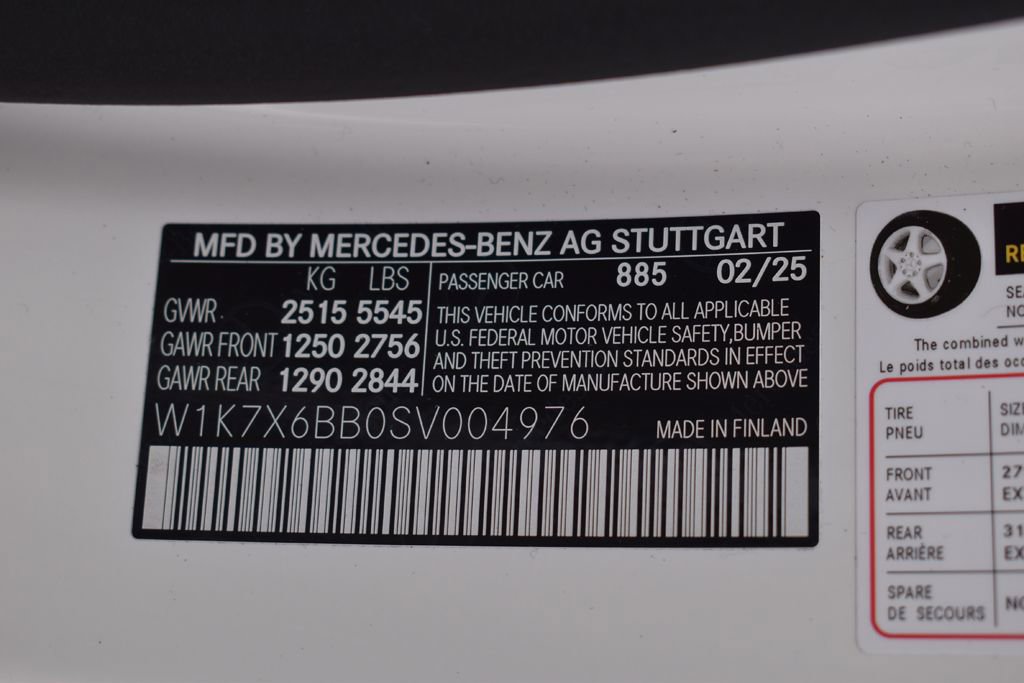 MFD BY MERCEDES-BENZ AG STUTTGART
KG LBS
GVWR 2515 5545
GAWR FRONT 1250 2756
GAWR REAR 1290 2844
PASSENGER CAR 885 02/25
THIS VEHICLE CONFORMS TO ALL APPLICABLE
U.S. FEDERAL MOTOR VEHICLE SAFETY, BUMPER
AND THEFT PREVENTION STANDARDS IN EFFECT
ON THE DATE OF MANUFACTURE SHOWN ABOVE
W1K7X6BB0SV004976 MADE IN FINLAND
The combined
Le poids total des
TIRE
PNEU
FRONT
AVANT
REAR
ARRIÈRE
SPARE
DE SECOURS